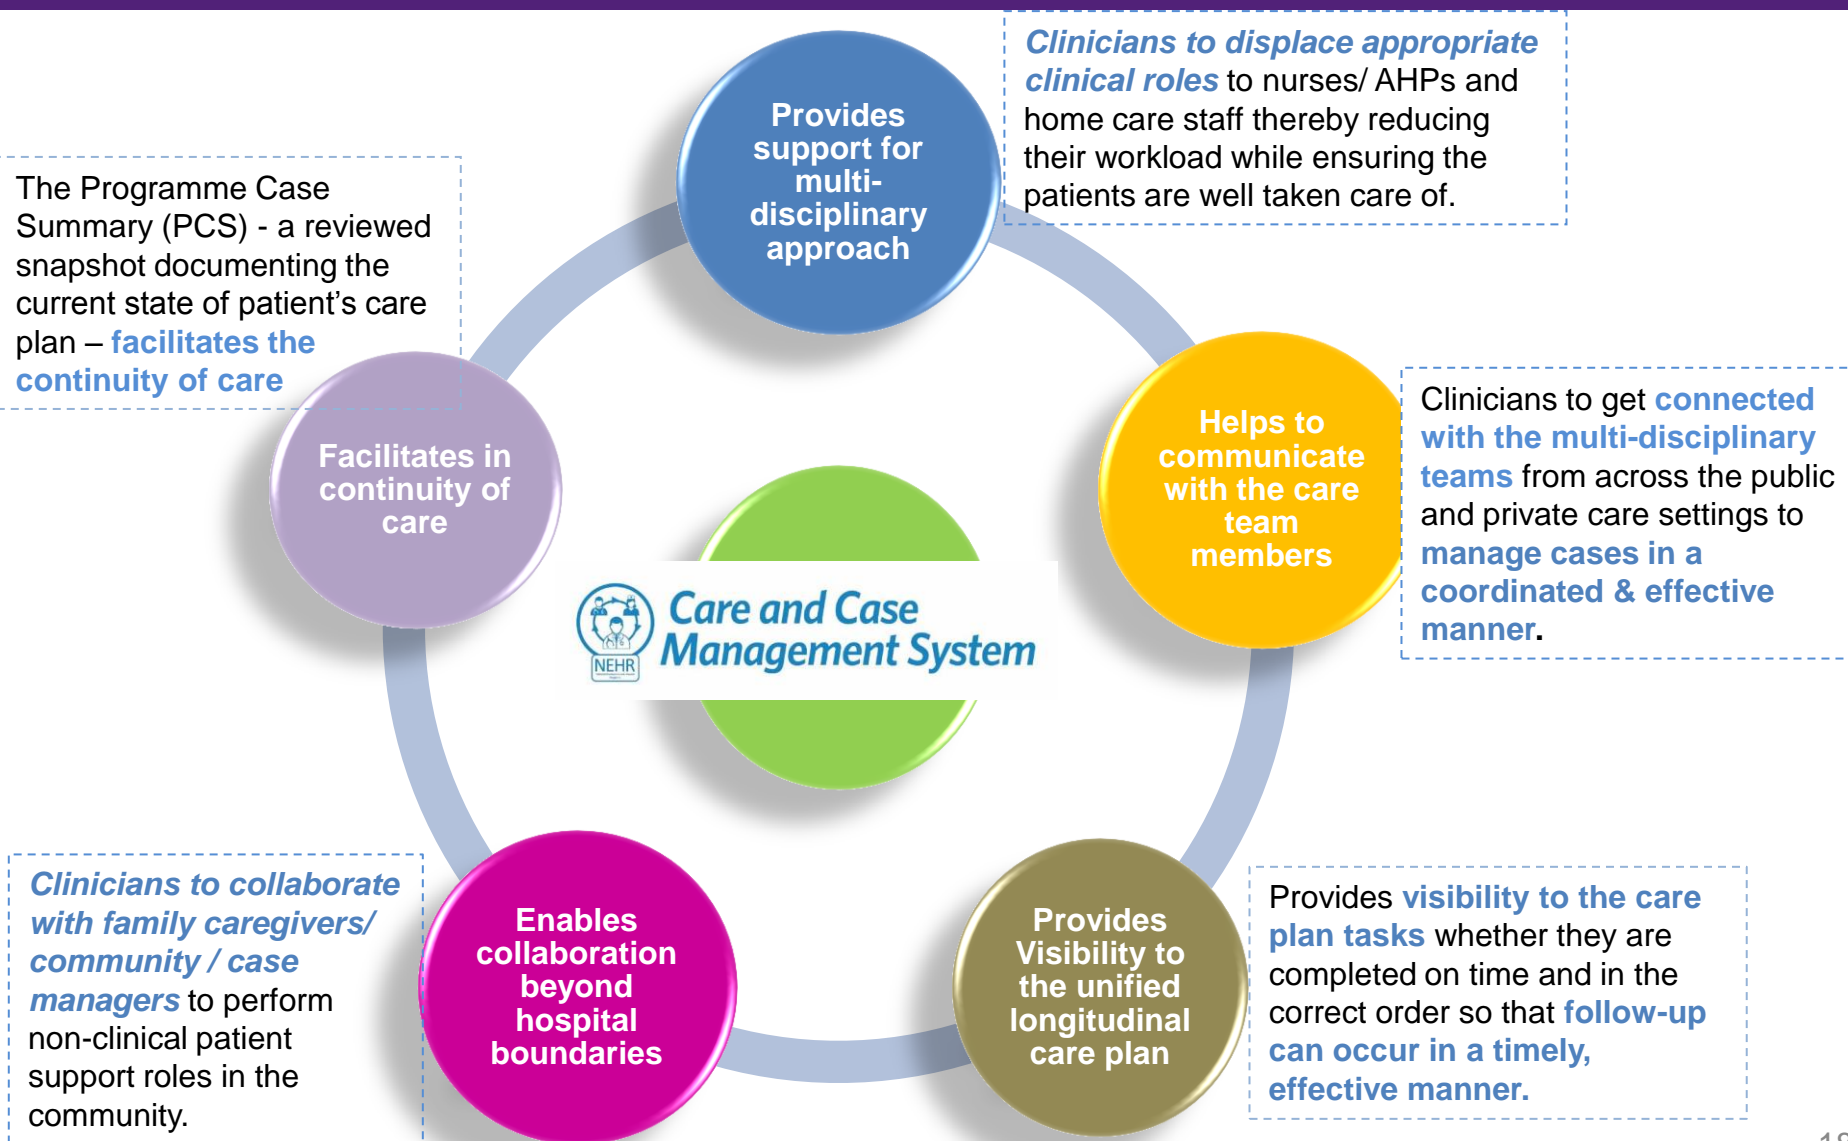 Provides
support for
multi-
disciplinary
approach
Clinicians to displace appropriate
clinical roles to nurses/ AHPs and
home care staff thereby reducing
their workload while ensuring the
patients are well taken care of.
The Programme Case
Summary (PCS) - a reviewed
snapshot documenting the
current state of patient’s care
plan – facilitates the
continuity of care
Facilitates in
continuity of
care
Helps to
communicate
with the care
team
members
Clinicians to get connected
with the multi-disciplinary
teams from across the public
and private care settings to
manage cases in a
coordinated & effective
manner.
NEHR
Care and Case
Management System
Clinicians to collaborate
with family caregivers/
community / case
managers to perform
non-clinical patient
support roles in the
community.
Enables
collaboration
beyond
hospital
boundaries
Provides
Visibility to
the unified
longitudinal
care plan
Provides visibility to the care
plan tasks whether they are
completed on time and in the
correct order so that follow-up
can occur in a timely,
effective manner.